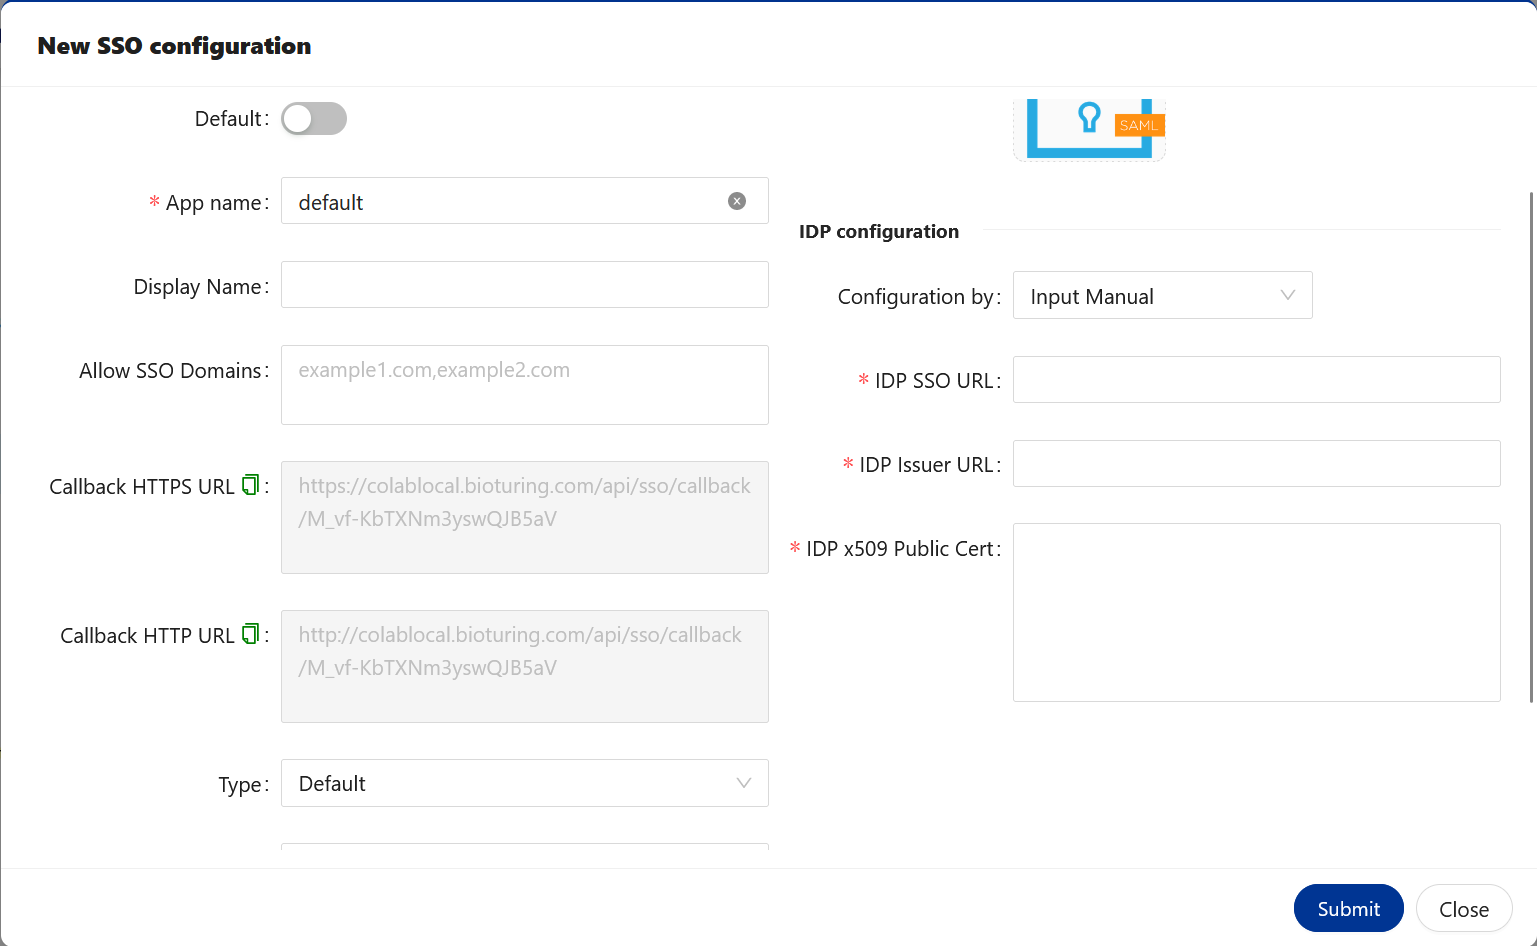 New SSO configuration
Default:
* App name: default
Display Name:
Allow SSO Domains: example1.com,example2.com
Callback HTTPS URL : https://colablocal.bioturing.com/api/sso/callback
/M_vf-KbTXNm3yswQJB5aV
Callback HTTP URL : http://colablocal.bioturing.com/api/sso/callback
/M_vf-KbTXNm3yswQJB5aV
Type: Default
SAML
IDP configuration
Configuration by: Input Manual
* IDP SSO URL:
* IDP Issuer URL:
* IDP x509 Public Cert:
Submit
Close